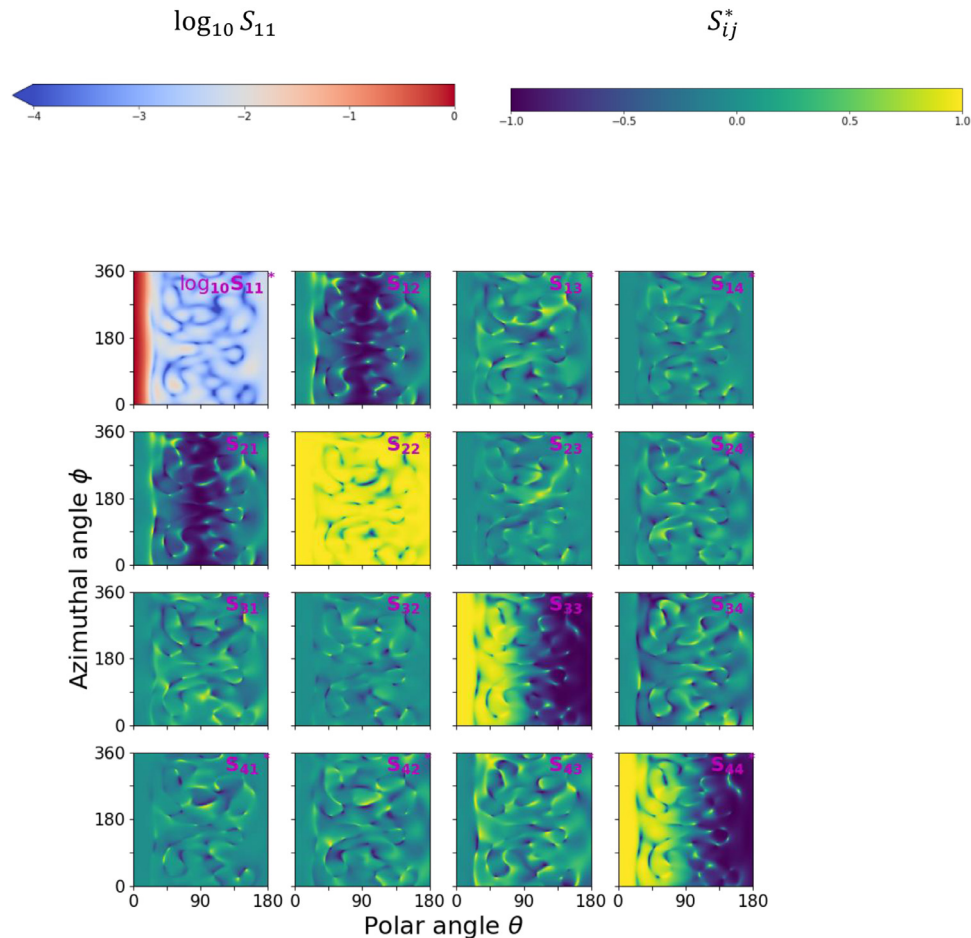 log₁₀ S₁₁ S*ᵢⱼ
−4 −3 −2 −1 0 −1.0 −0.5 0.0 0.5 1.0
360 log₁₀S₁₁* S₁₂* S₁₃* S₁₄*
180
0
360 S₂₁* S₂₂* S₂₃* S₂₄*
180
0
360 S₃₁* S₃₂* S₃₃* S₃₄*
180
0
360 S₄₁* S₄₂* S₄₃* S₄₄*
180
0
0 90 180 0 90 180 0 90 180 0 90 180
Azimuthal angle ϕ
Polar angle θ